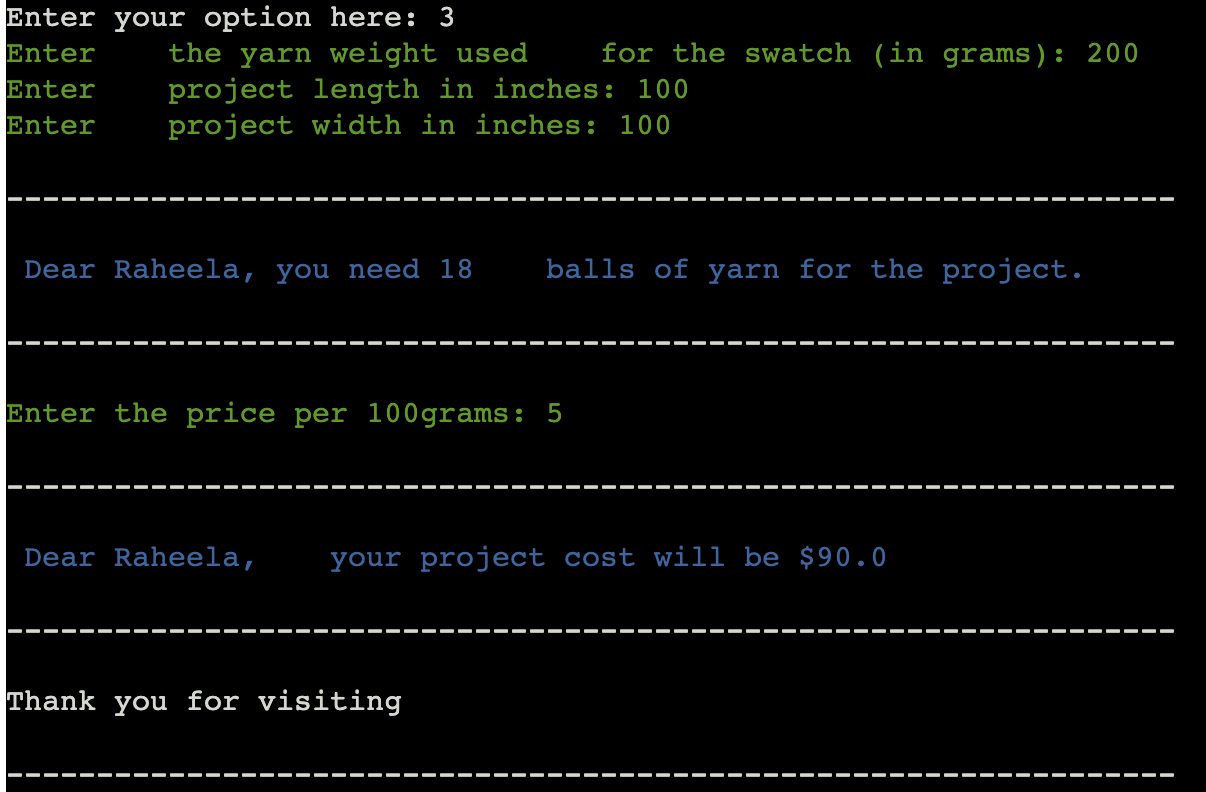 Enter your option here: 3
Enter    the yarn weight used    for the swatch (in grams): 200
Enter    project length in inches: 100
Enter    project width in inches: 100
-----------------------------------------------------------------
Dear Raheela, you need 18    balls of yarn for the project.
-----------------------------------------------------------------
Enter the price per 100grams: 5
-----------------------------------------------------------------
Dear Raheela,    your project cost will be $90.0
-----------------------------------------------------------------
Thank you for visiting
-----------------------------------------------------------------